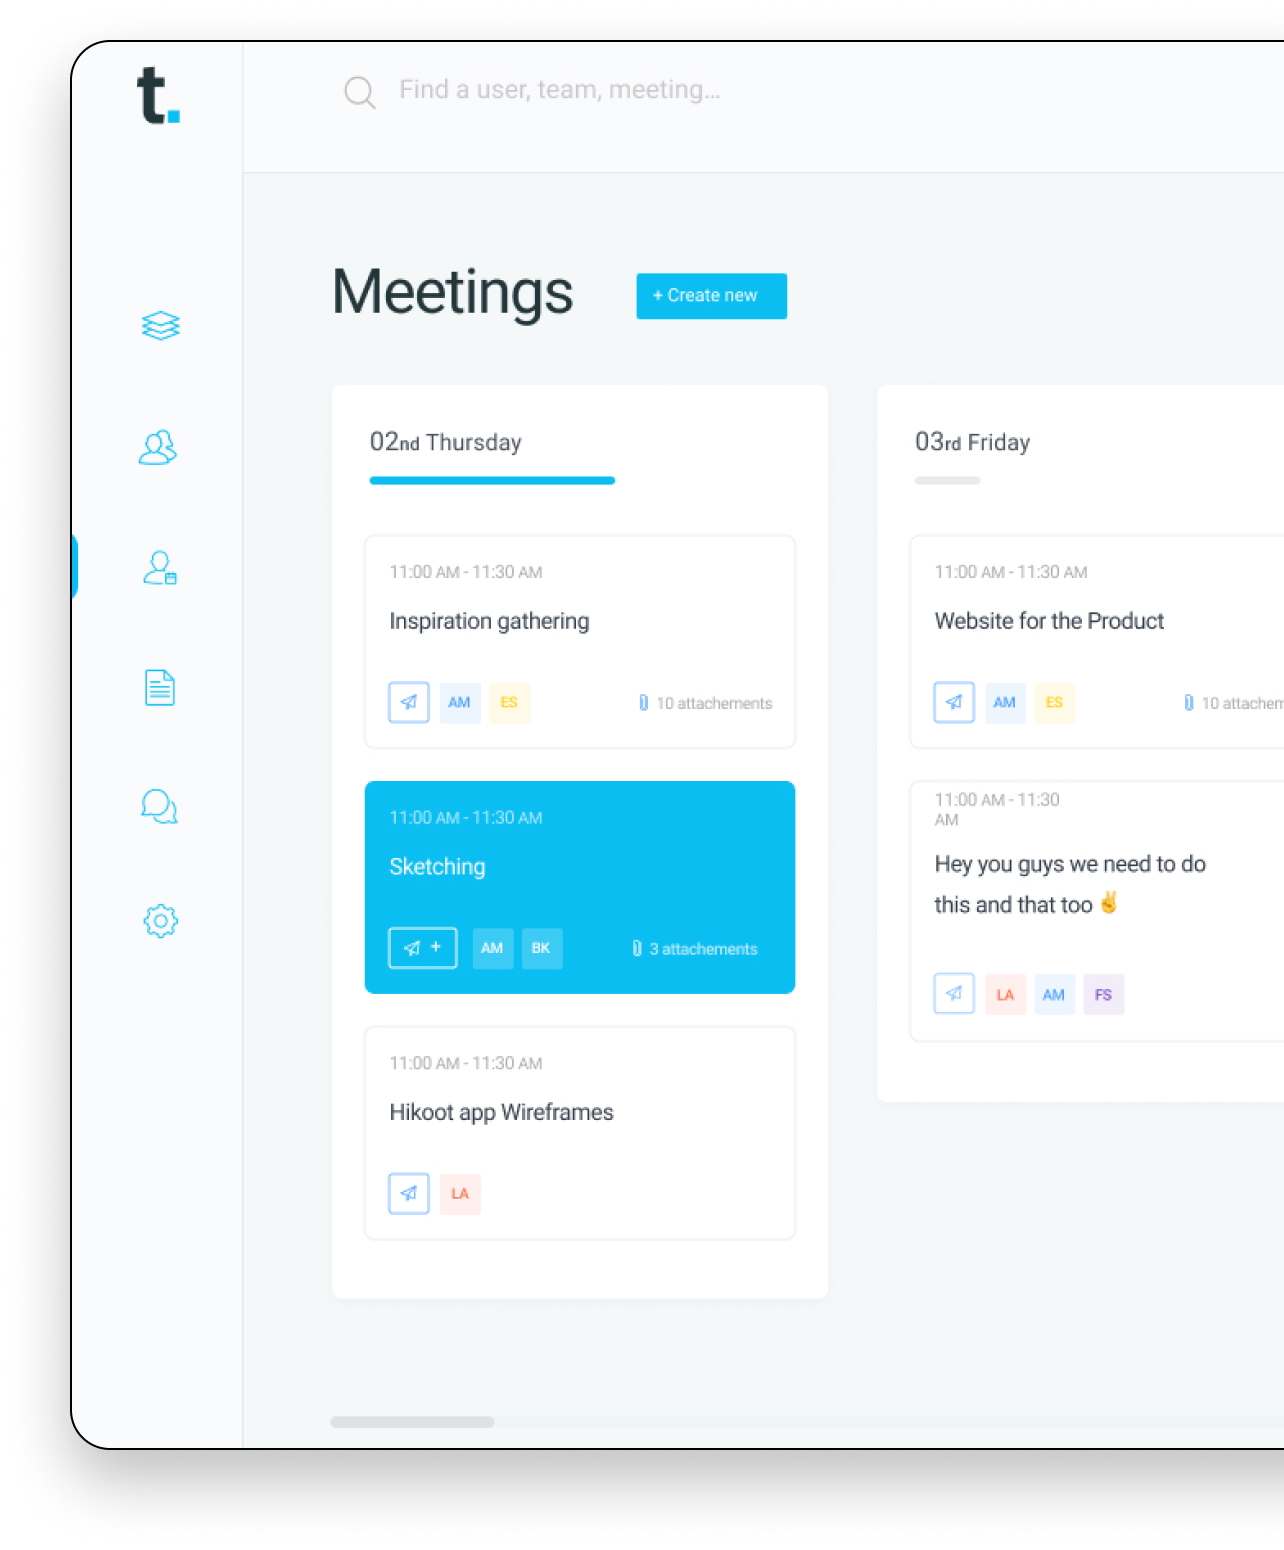 t.
Find a user, team, meeting...
Meetings
+ Create new
02nd Thursday
11:00 AM - 11:30 AM
Inspiration gathering
AM ES 10 attachements
11:00 AM - 11:30 AM
Sketching
+ AM BK 3 attachements
11:00 AM - 11:30 AM
Hikoot app Wireframes
LA
03rd Friday
11:00 AM - 11:30 AM
Website for the Product
AM ES 10 attachem
11:00 AM - 11:30
AM
Hey you guys we need to do
this and that too ✌
LA AM FS